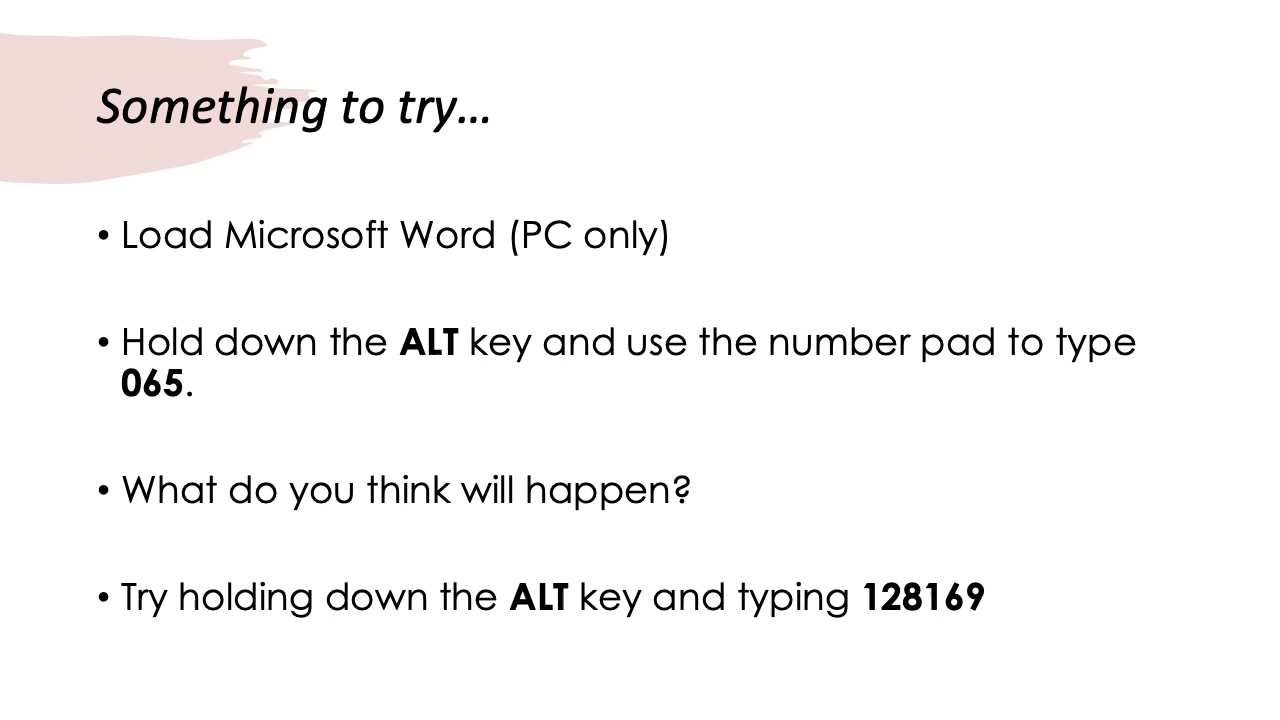 Something to try...
• Load Microsoft Word (PC only)
• Hold down the ALT key and use the number pad to type
065.
• What do you think will happen?
• Try holding down the ALT key and typing 128169